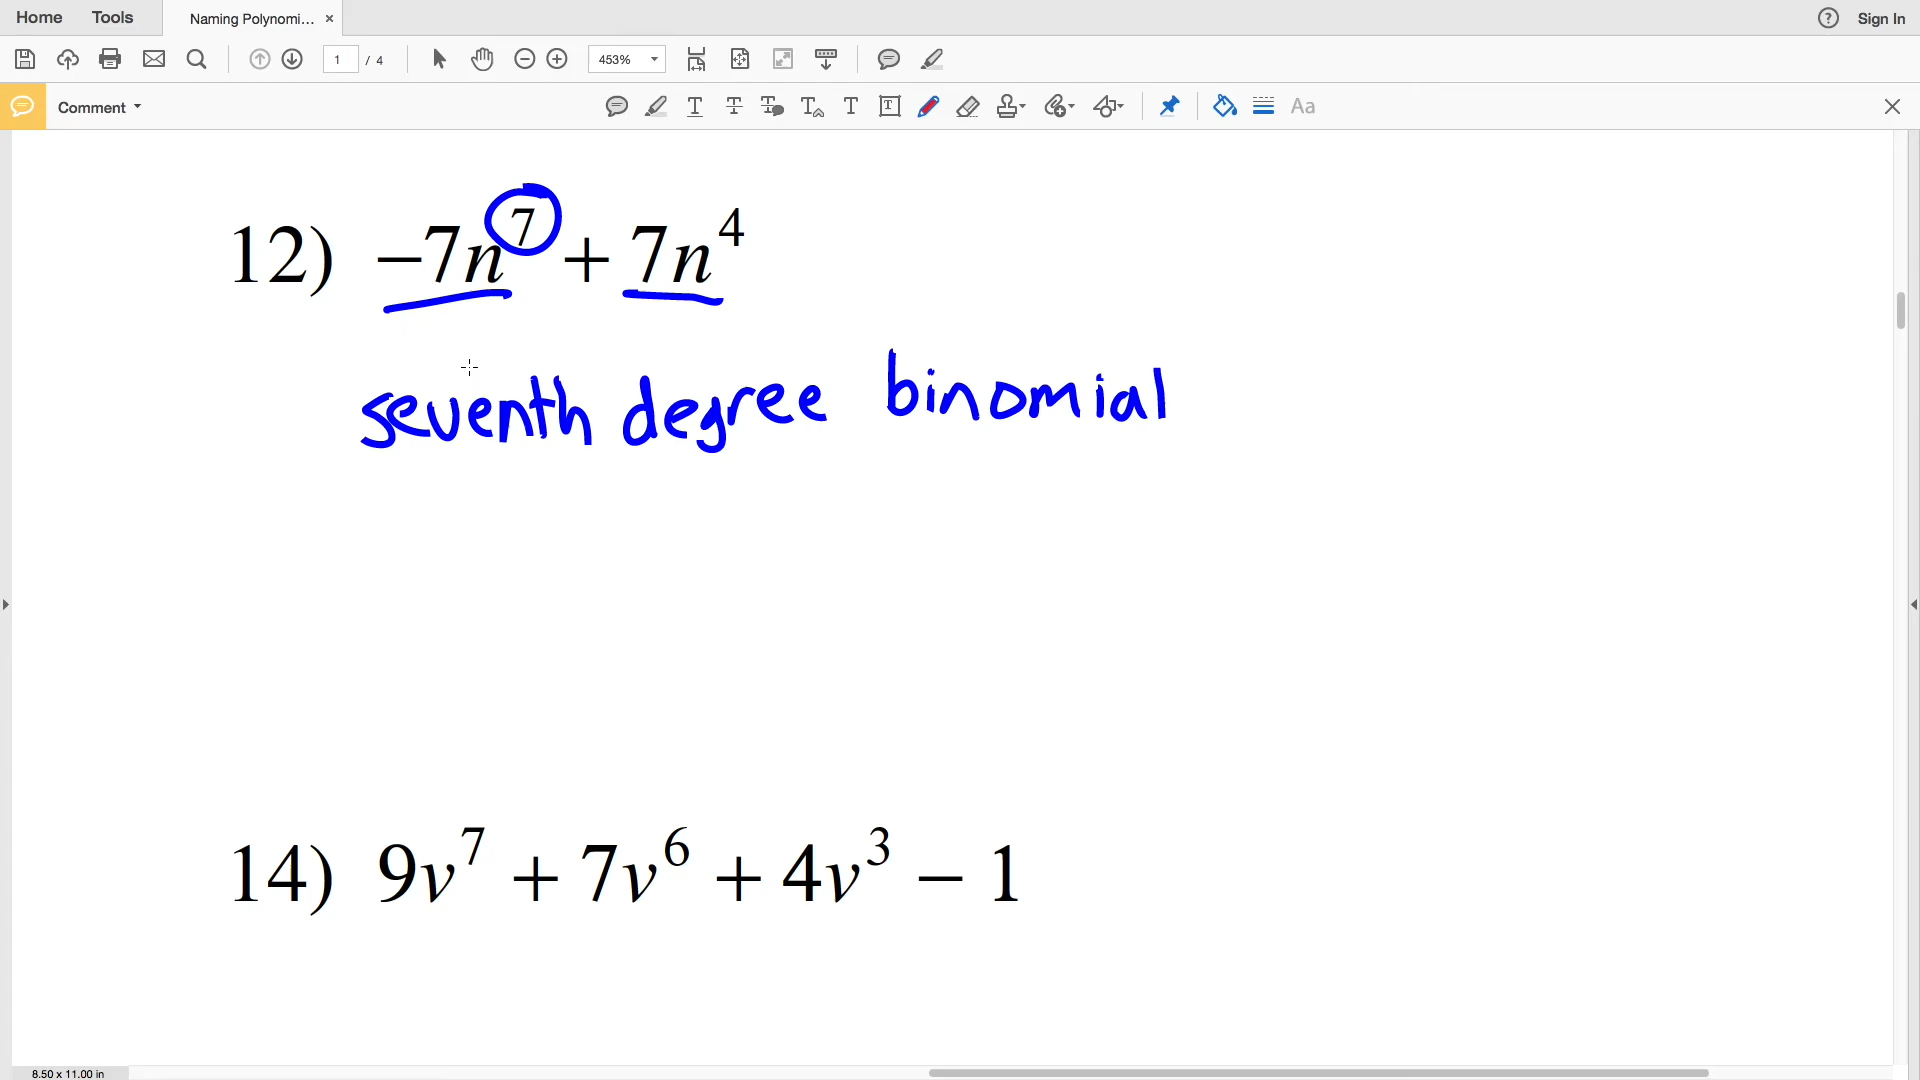 Home Tools Naming Polynomi... × ? Sign In
1 / 4 453%
Comment T T T T T T Aa
12) −7n⁷ + 7n⁴
seventh degree binomial
14) 9v⁷ + 7v⁶ + 4v³ − 1
8.50 x 11.00 in